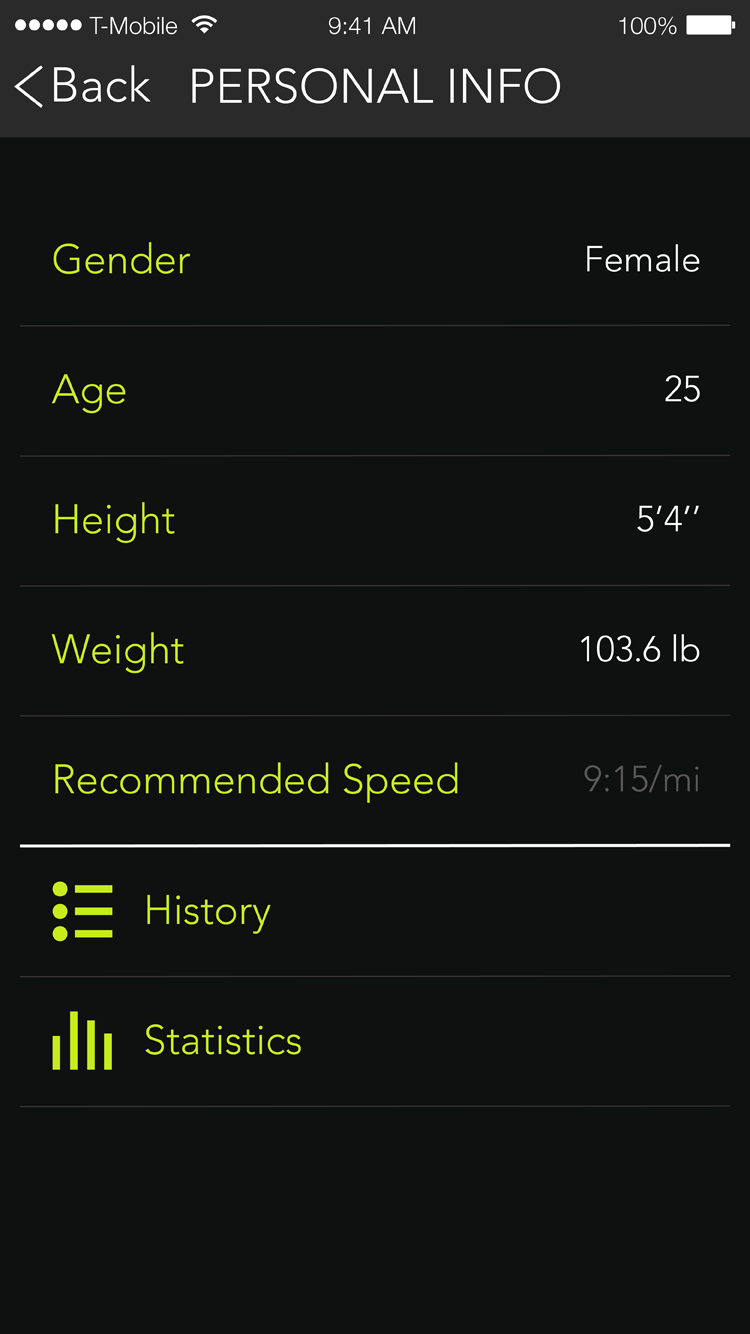 T-Mobile 9:41 AM 100%
Back PERSONAL INFO
Gender Female
Age 25
Height 5’4’’
Weight 103.6 lb
Recommended Speed 9:15/mi
History
Statistics